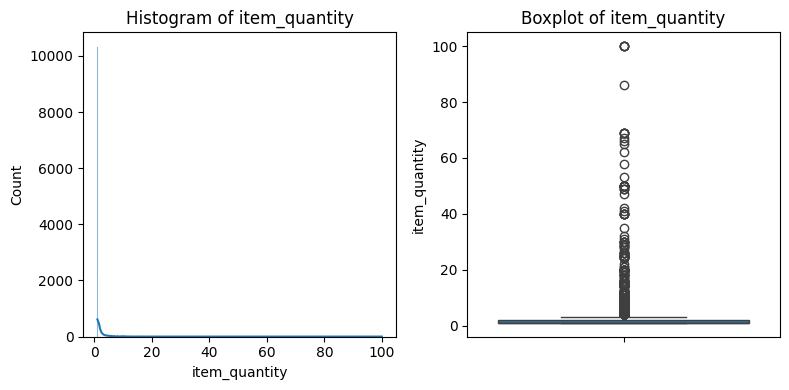 Histogram of item_quantity
10000
8000
6000
4000
2000
0
Count
0 20 40 60 80 100
item_quantity
Boxplot of item_quantity
100
80
60
40
20
0
item_quantity